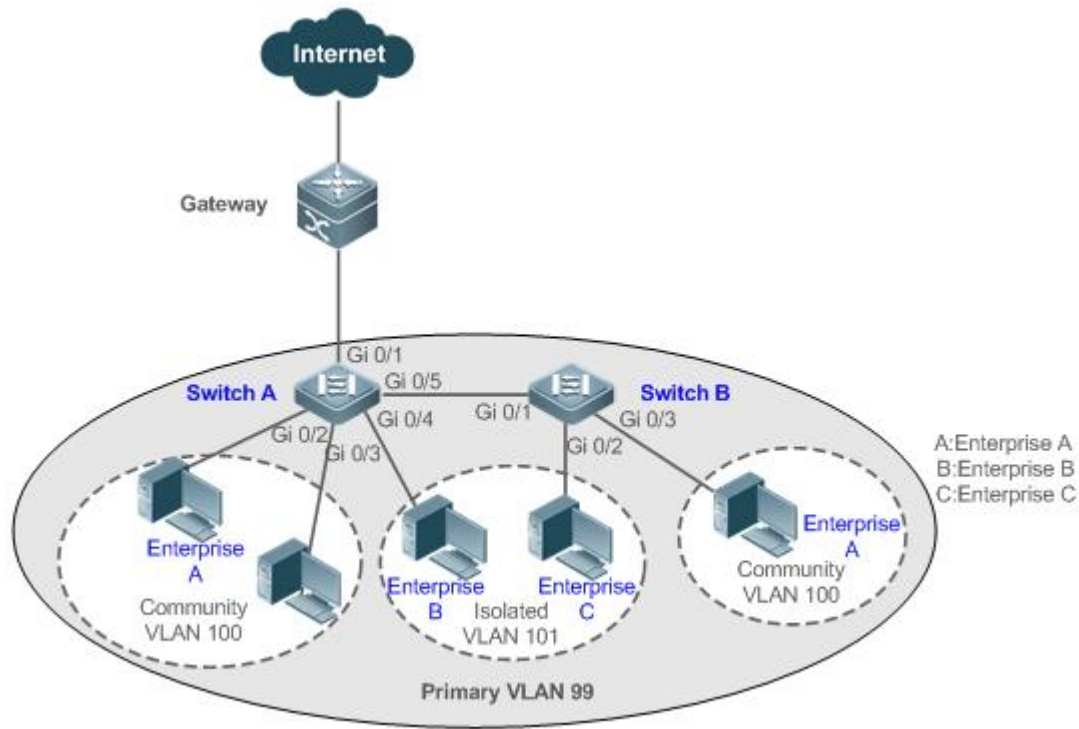 Internet
Gateway
Gi 0/1
Switch A
Gi 0/5
Switch B
Gi 0/4
Gi 0/1
Gi 0/3
Gi 0/2
Gi 0/3
Gi 0/2
A:Enterprise A
B:Enterprise B
C:Enterprise C
Enterprise
A
Community
VLAN 100
Enterprise
B
Enterprise
C
Isolated
VLAN 101
Enterprise
A
Community
VLAN 100
Primary VLAN 99